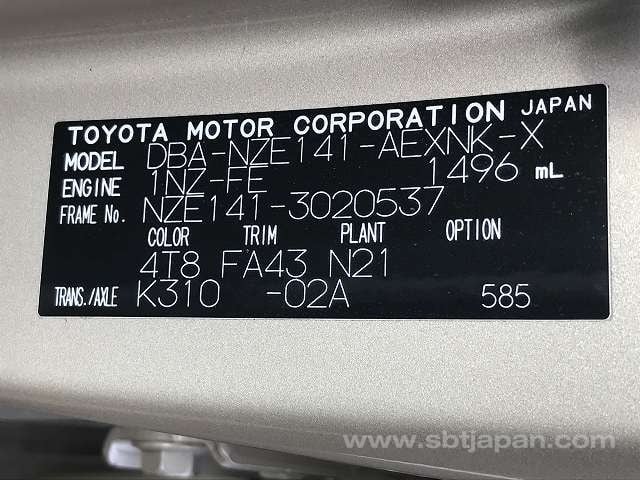 TOYOTA MOTOR CORPORATION JAPAN
MODEL DBA-NZE141-AEXNK-X
ENGINE 1NZ-FE 1496 mL
FRAME No. NZE141-3020537
COLOR TRIM PLANT OPTION
4T8 FA43 N21
TRANS./AXLE K310 -02A 585
www.sbtjapan.com